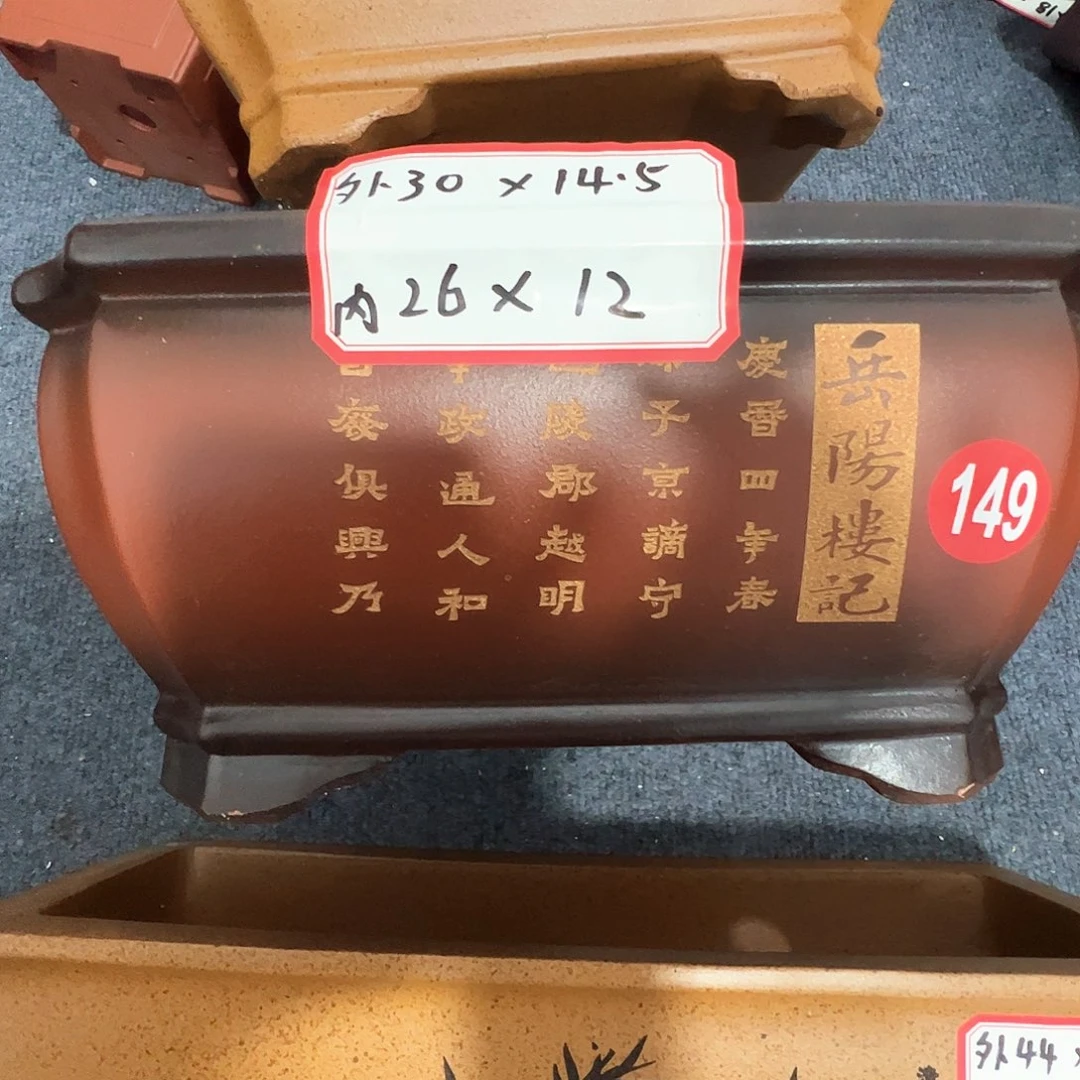 外30 × 14.5
内26 × 12
岳陽樓記
慶曆四年春
子京謫守
陵郡越明
政通人和
廢俱興乃
149
外44